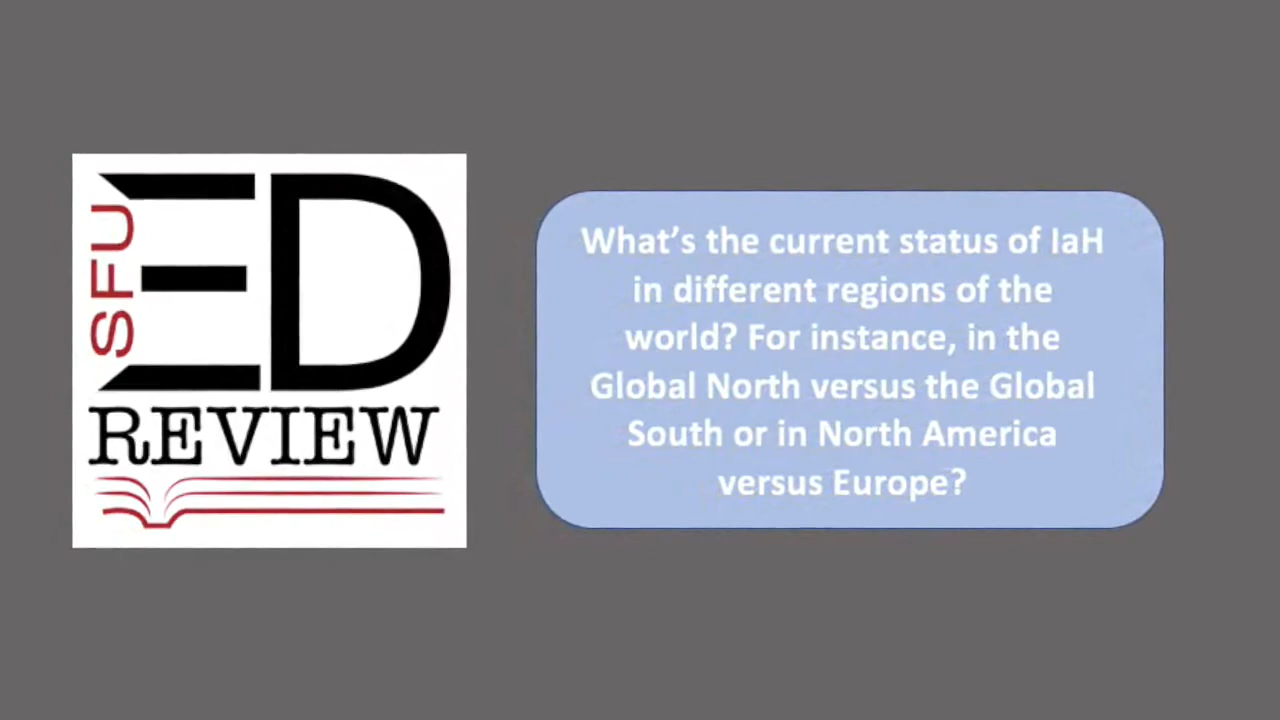 SFU
ED
REVIEW
What’s the current status of IaH
in different regions of the
world? For instance, in the
Global North versus the Global
South or in North America
versus Europe?